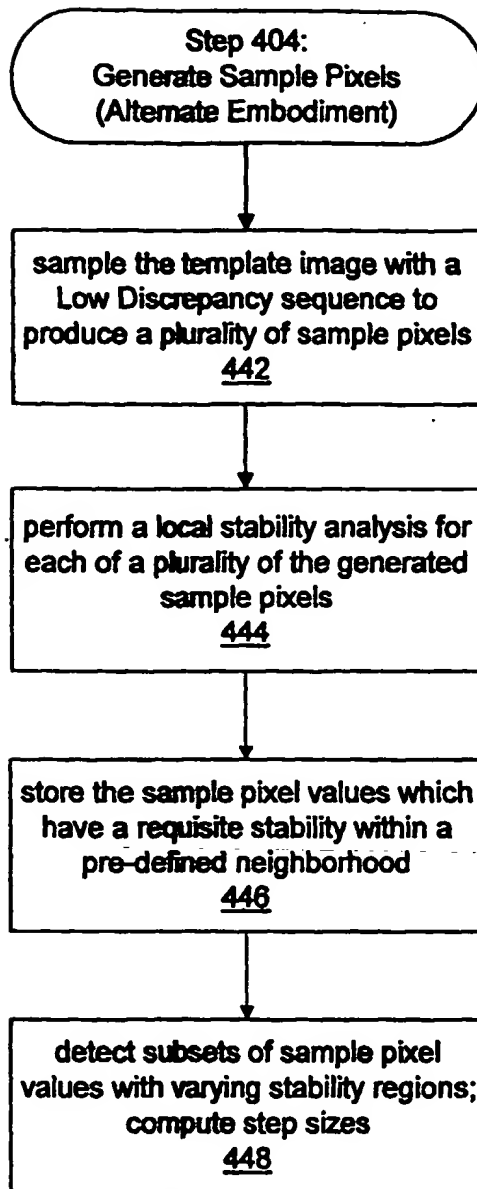 Step 404:
Generate Sample Pixels
(Alternate Embodiment)
sample the template image with a
Low Discrepancy sequence to
produce a plurality of sample pixels
442
perform a local stability analysis for
each of a plurality of the generated
sample pixels
444
store the sample pixel values which
have a requisite stability within a
pre-defined neighborhood
446
detect subsets of sample pixel
values with varying stability regions;
compute step sizes
448